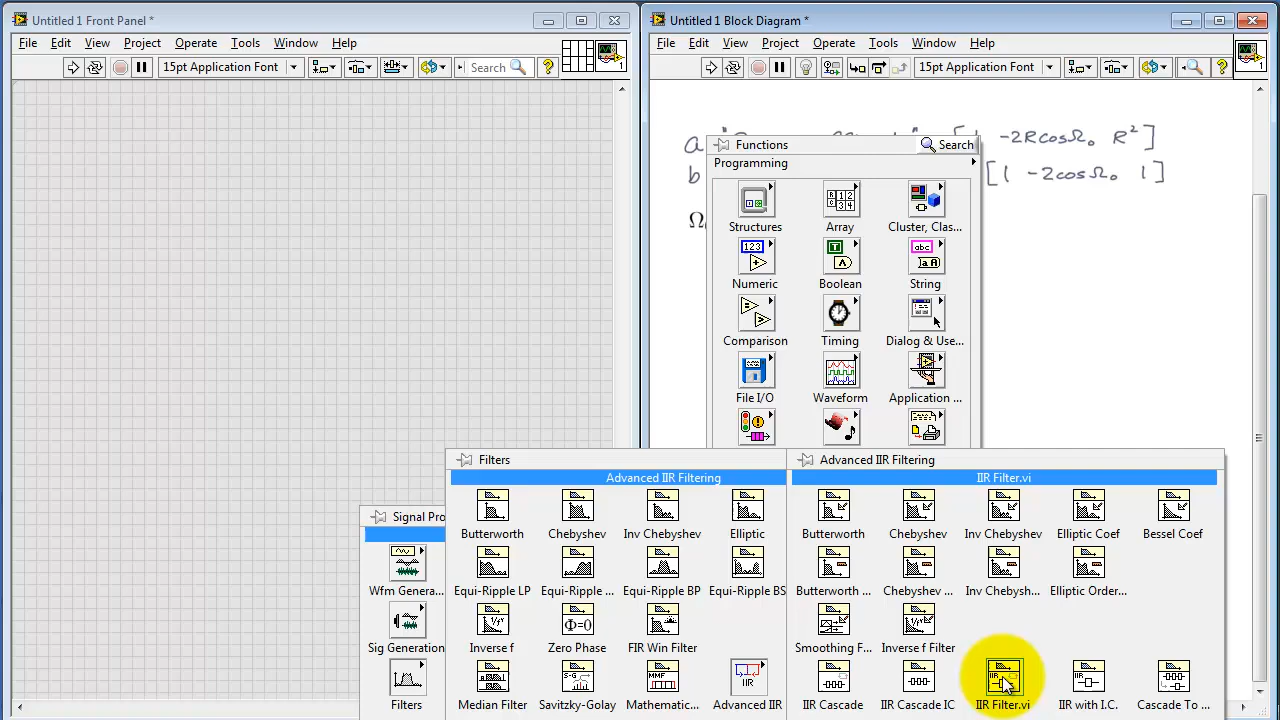 Untitled 1 Front Panel *
File Edit View Project Operate Tools Window Help
15pt Application Font
Search
1
Untitled 1 Block Diagram *
File Edit View Project Operate Tools Window Help
15pt Application Font
1
a [1 -2RcosΩ₀ R²]
b [1 -2cosΩ₀ 1]
Ω
Functions
Search
Programming
Structures Array Cluster, Clas...
Numeric Boolean String
Comparison Timing Dialog & Use...
File I/O Waveform Application ...
Signal Pro
Wfm Genera...
Sig Generation
Filters
Filters
Advanced IIR Filtering
Butterworth Chebyshev Inv Chebyshev Elliptic
Equi-Ripple LP Equi-Ripple ... Equi-Ripple BP Equi-Ripple BS
Inverse f Zero Phase FIR Win Filter
Median Filter Savitzky-Golay Mathematic... Advanced IIR
Advanced IIR Filtering
IIR Filter.vi
Butterworth Chebyshev Inv Chebyshev Elliptic Coef Bessel Coef
Butterworth ... Chebyshev ... Inv Chebysh... Elliptic Order...
Smoothing F... Inverse f Filter
IIR Cascade IIR Cascade IC IIR Filter.vi IIR with I.C. Cascade To ...